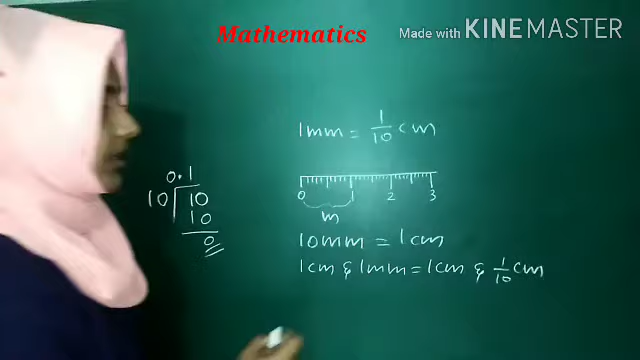 Mathematics
Made with KINEMASTER
1mm = 1/10 cm
0.1
10 10
10
0
0 1 2 3
m
10mm = 1cm
1cm & 1mm = 1cm & 1/10 cm